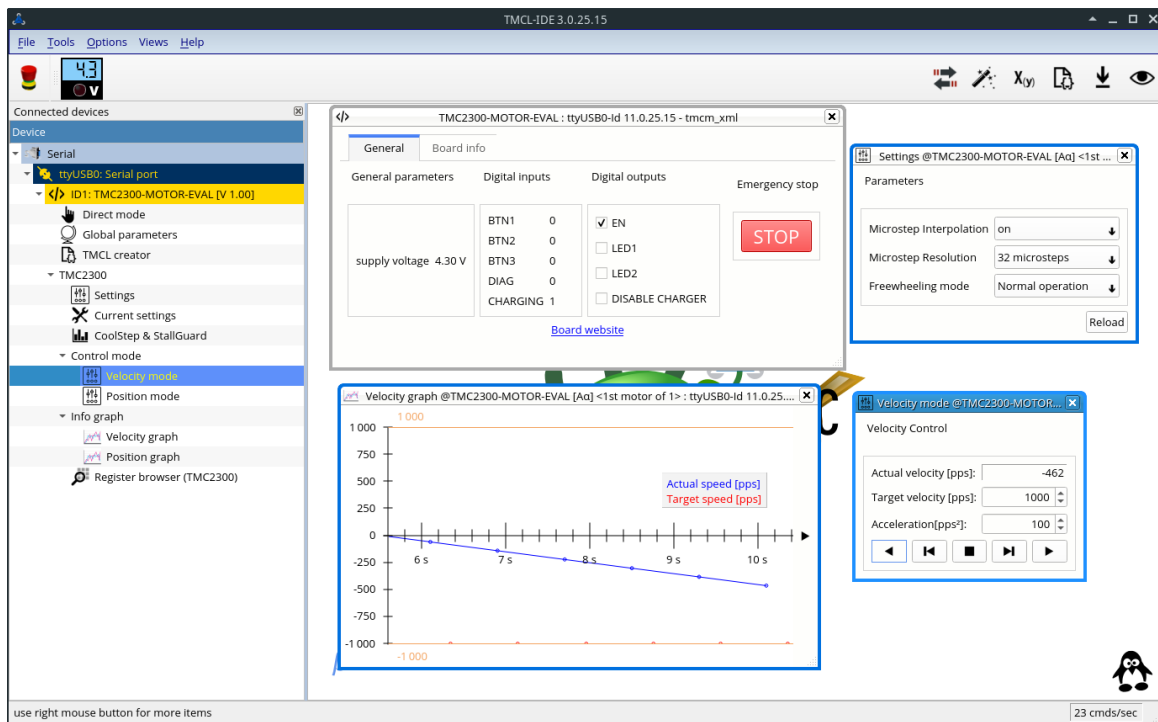 TMCL-IDE 3.0.25.15
File Tools Options Views Help
4.3
V
X(y)
Connected devices
Device
Serial
ttyUSB0: Serial port
</> ID1: TMC2300-MOTOR-EVAL [V 1.00]
Direct mode
Global parameters
TMCL creator
TMC2300
Settings
Current settings
CoolStep & StallGuard
Control mode
Velocity mode
Position mode
Info graph
Velocity graph
Position graph
Register browser (TMC2300)
</> TMC2300-MOTOR-EVAL : ttyUSB0-Id 11.0.25.15 - tmcm_xml
General Board info
General parameters Digital inputs Digital outputs Emergency stop
supply voltage 4.30 V
BTN1 0
BTN2 0
BTN3 0
DIAG 0
CHARGING 1
EN
LED1
LED2
DISABLE CHARGER
STOP
Board website
Settings @TMC2300-MOTOR-EVAL [Aα] <1st ...
Parameters
Microstep Interpolation on
Microstep Resolution 32 microsteps
Freewheeling mode Normal operation
Reload
Velocity graph @TMC2300-MOTOR-EVAL [Aα] <1st motor of 1> : ttyUSB0-Id 11.0.25....
1 000
1 000
750
500
250
0
-250
-500
-750
-1 000
-1 000
6 s 7 s 8 s 9 s 10 s
Actual speed [pps]
Target speed [pps]
C
Velocity mode @TMC2300-MOTOR...
Velocity Control
Actual velocity [pps]: -462
Target velocity [pps]: 1000
Acceleration[pps²]: 100
use right mouse button for more items
23 cmds/sec